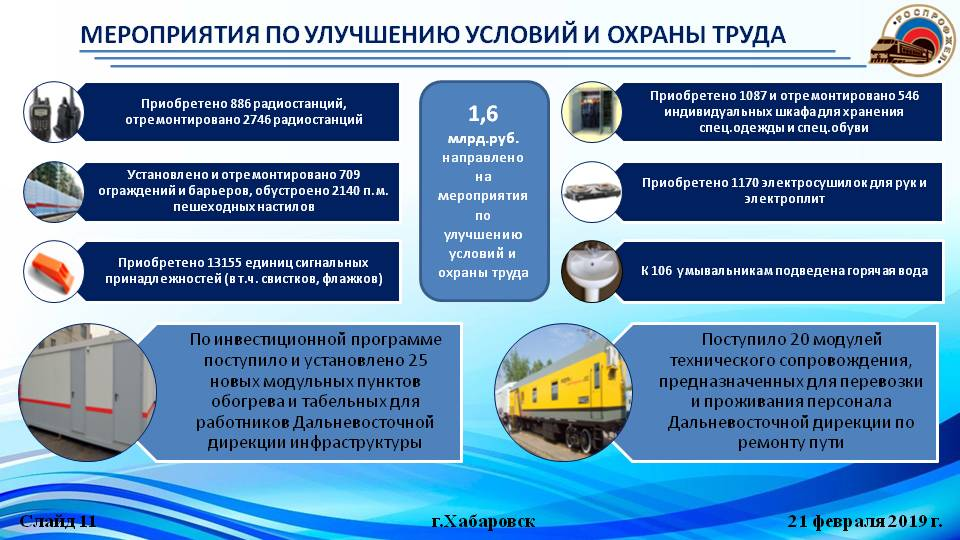 МЕРОПРИЯТИЯ ПО УЛУЧШЕНИЮ УСЛОВИЙ И ОХРАНЫ ТРУДА
РОСПРОФЖЕЛ
Приобретено 886 радиостанций,
отремонтировано 2746 радиостанций
Установлено и отремонтировано 709
ограждений и барьеров, обустроено 2140 п.м.
пешеходных настилов
Приобретено 13155 единиц сигнальных
принадлежностей (в т.ч. свистков, флажков)
1,6
млрд.руб.
направлено
на
мероприятия
по
улучшению
условий и
охраны труда
Приобретено 1087 и отремонтировано 546
индивидуальных шкафа для хранения
спец.одежды и спец.обуви
Приобретено 1170 электросушилок для рук и
электроплит
К 106 умывальникам подведена горячая вода
По инвестиционной программе
поступило и установлено 25
новых модульных пунктов
обогрева и табельных для
работников Дальневосточной
дирекции инфраструктуры
Поступило 20 модулей
технического сопровождения,
предназначенных для перевозки
и проживания персонала
Дальневосточной дирекции по
ремонту пути
Слайд 11
г.Хабаровск
21 февраля 2019 г.